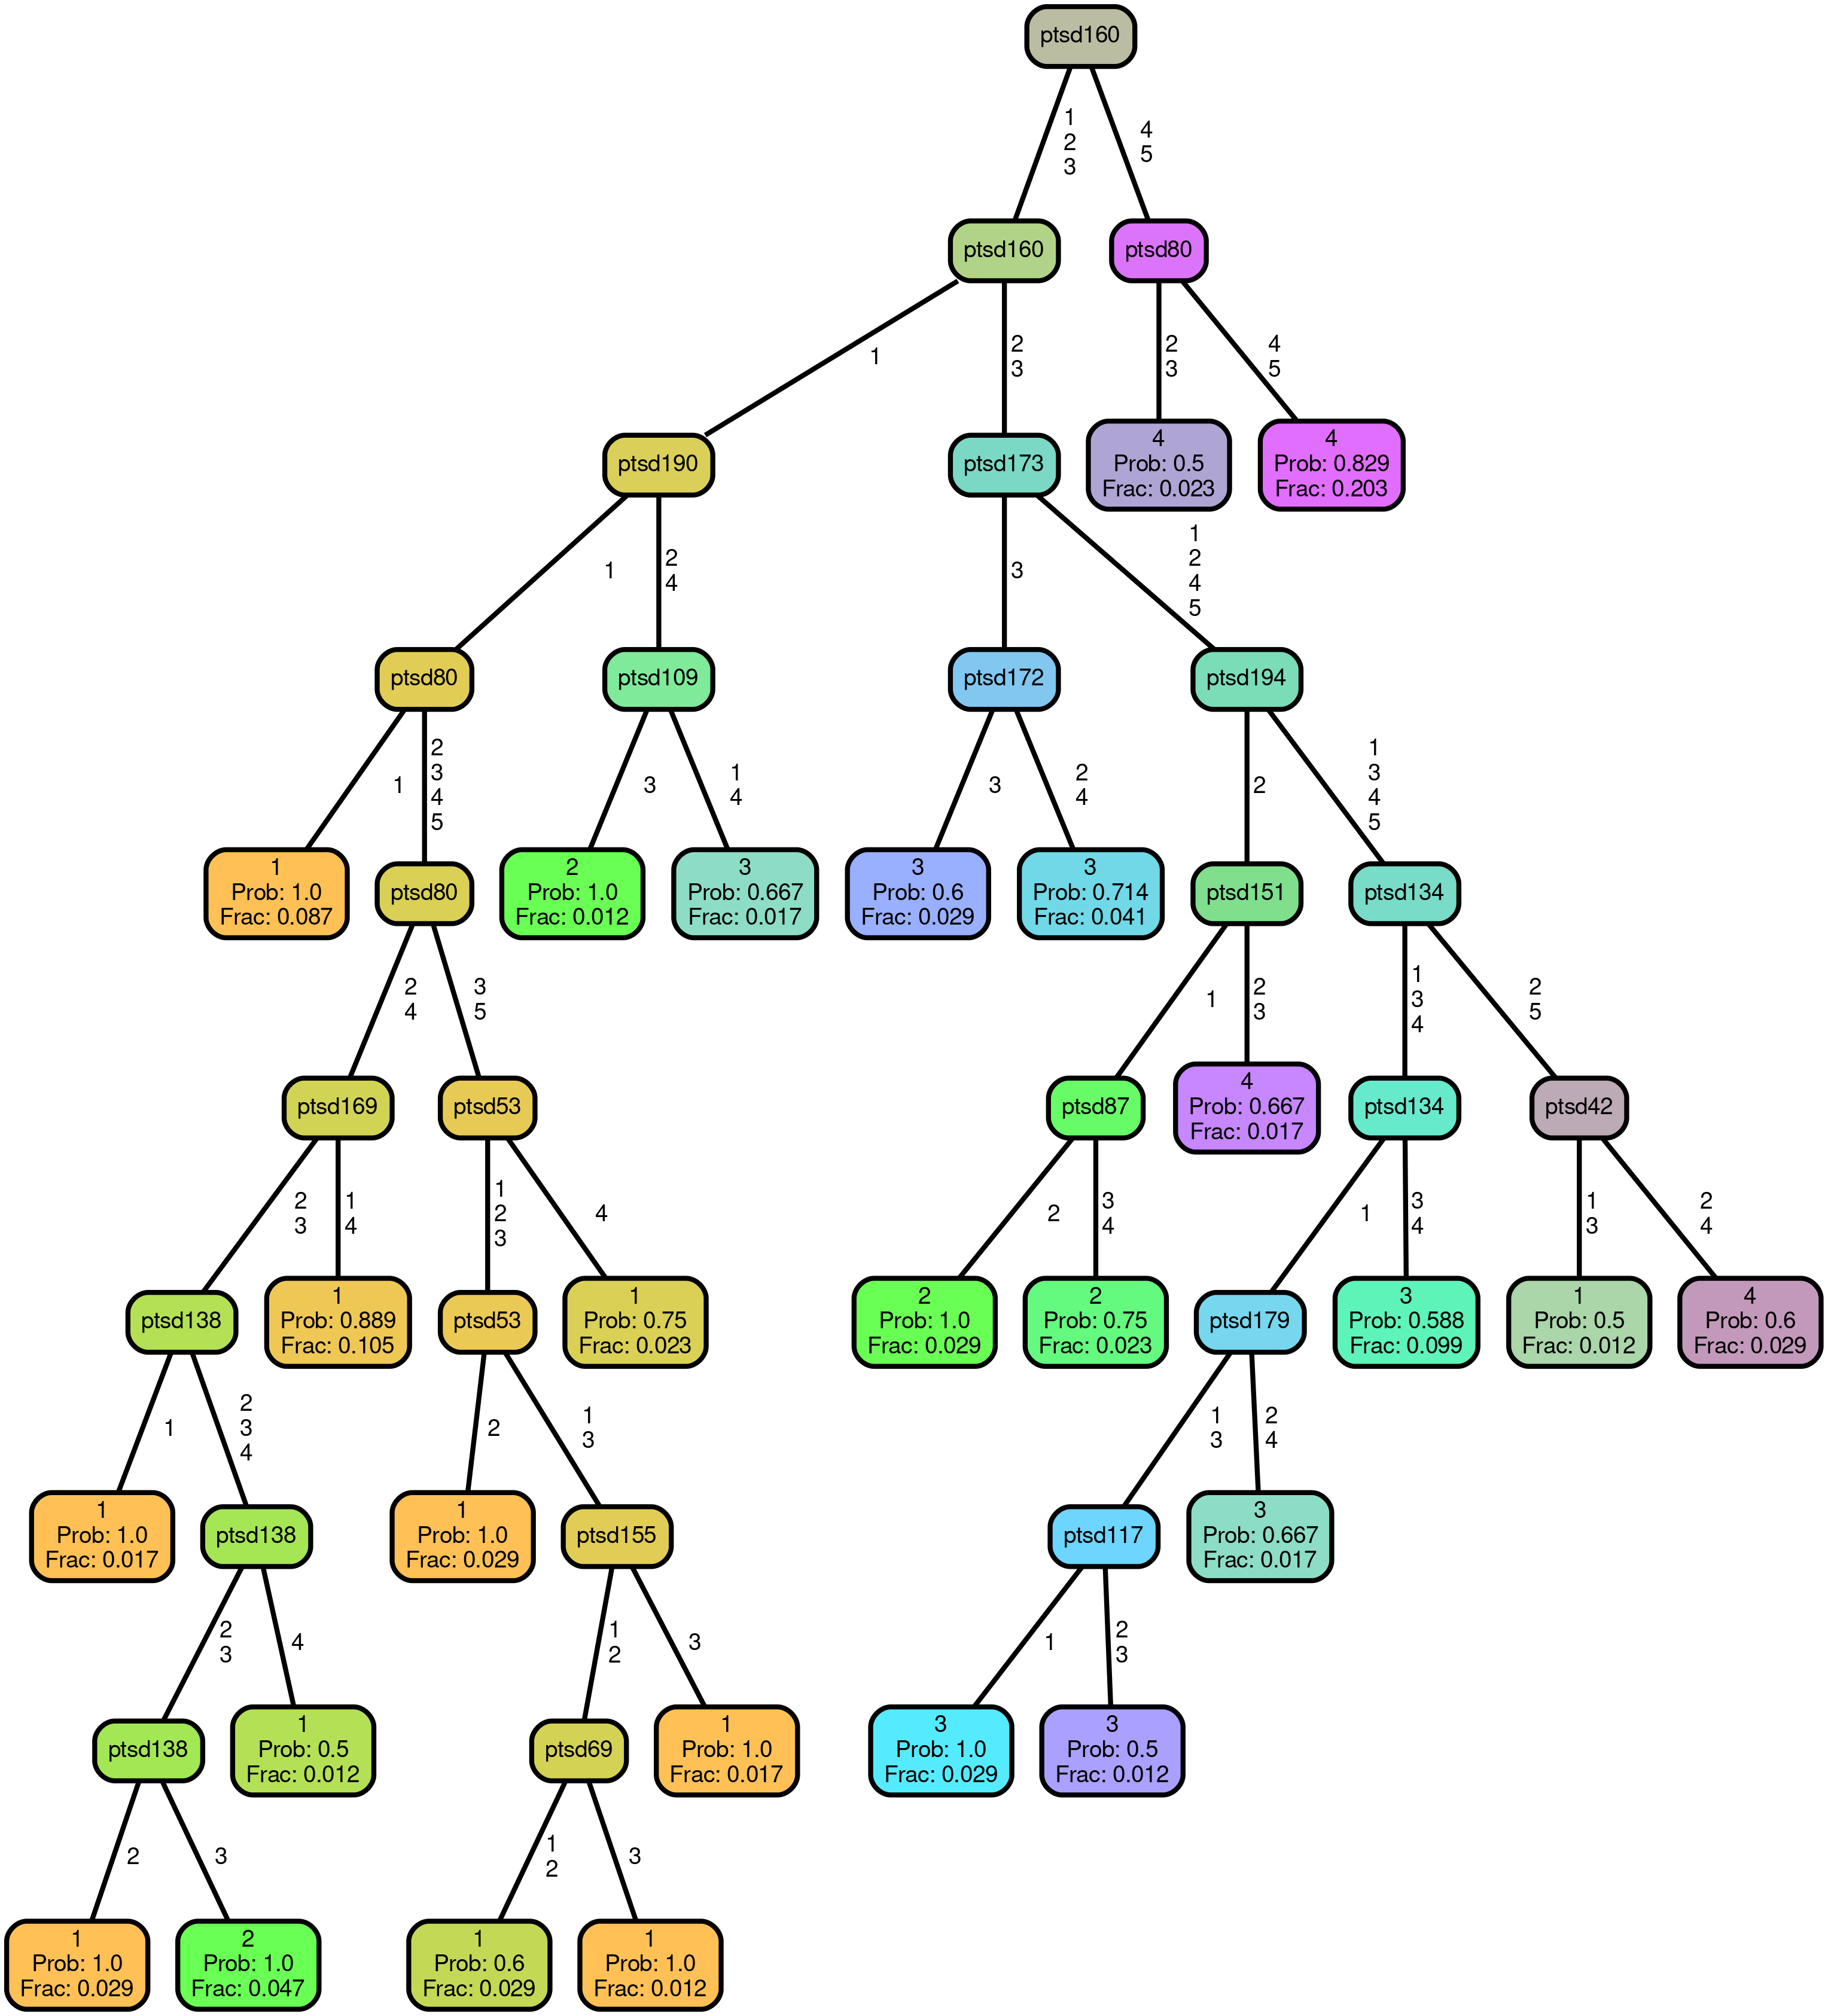 ptsd160
1
2
3
4
5
ptsd160
ptsd80
1
2
3
2
3
4
5
ptsd190
ptsd173
4
Prob: 0.5
Frac: 0.023
4
Prob: 0.829
Frac: 0.203
1
2
4
3
1
2
4
5
ptsd80
ptsd109
ptsd172
ptsd194
1
2
3
4
5
3
1
4
3
2
4
2
1
3
4
5
1
Prob: 1.0
Frac: 0.087
ptsd80
2
Prob: 1.0
Frac: 0.012
3
Prob: 0.667
Frac: 0.017
3
Prob: 0.6
Frac: 0.029
3
Prob: 0.714
Frac: 0.041
ptsd151
ptsd134
2
4
3
5
1
2
3
1
3
4
2
5
ptsd169
ptsd53
ptsd87
4
Prob: 0.667
Frac: 0.017
ptsd134
ptsd42
2
3
1
4
1
2
3
4
2
3
4
1
3
4
1
3
2
4
ptsd138
1
Prob: 0.889
Frac: 0.105
ptsd53
1
Prob: 0.75
Frac: 0.023
2
Prob: 1.0
Frac: 0.029
2
Prob: 0.75
Frac: 0.023
ptsd179
3
Prob: 0.588
Frac: 0.099
1
Prob: 0.5
Frac: 0.012
4
Prob: 0.6
Frac: 0.029
1
2
3
4
2
1
3
1
3
2
4
1
Prob: 1.0
Frac: 0.017
ptsd138
1
Prob: 1.0
Frac: 0.029
ptsd155
ptsd117
3
Prob: 0.667
Frac: 0.017
2
3
4
1
2
3
1
2
3
ptsd138
1
Prob: 0.5
Frac: 0.012
ptsd69
1
Prob: 1.0
Frac: 0.017
3
Prob: 1.0
Frac: 0.029
3
Prob: 0.5
Frac: 0.012
2
3
1
2
3
1
Prob: 1.0
Frac: 0.029
2
Prob: 1.0
Frac: 0.047
1
Prob: 0.6
Frac: 0.029
1
Prob: 1.0
Frac: 0.012